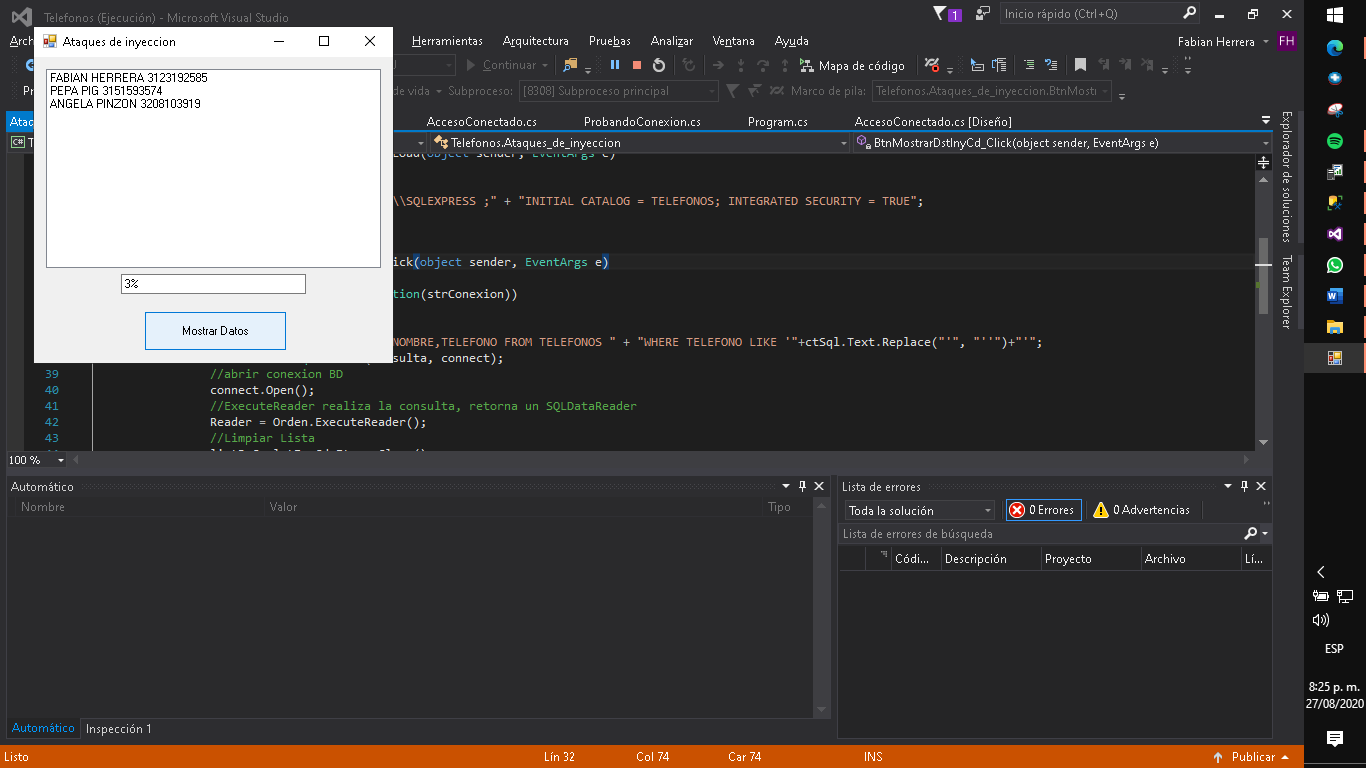 Telefonos (Ejecución) - Microsoft Visual Studio
1
Inicio rápido (Ctrl+Q)
Ataques de inyeccion
Herramientas Arquitectura Pruebas Analizar Ventana Ayuda
Fabian Herrera FH
Continuar
Mapa de código
FABIAN HERRERA 3123192585
PEPA PIG 3151593574
ANGELA PINZON 3208103919
3%
Mostrar Datos
de vida Subproceso: [8308] Subproceso principal
Marco de pila: Telefonos.Ataques_de_inyeccion.BtnMostr
AccesoConectado.cs ProbandoConexion.cs Program.cs AccesoConectado.cs [Diseño]
Telefonos.Ataques_de_inyeccion
BtnMostrarDstInyCd_Click(object sender, EventArgs e)
oad(object sender, EventArgs e)
\\SQLEXPRESS ;" + "INITIAL CATALOG = TELEFONOS; INTEGRATED SECURITY = TRUE";
ick(object sender, EventArgs e)
tion(strConexion))
NOMBRE,TELEFONO FROM TELEFONOS " + "WHERE TELEFONO LIKE '"+ctSql.Text.Replace("'", "''")+"'";
sulta, connect);
39 //abrir conexion BD
40 connect.Open();
41 //ExecuteReader realiza la consulta, retorna un SQLDataReader
42 Reader = Orden.ExecuteReader();
43 //Limpiar Lista
100 %
Explorador de soluciones
Team Explorer
Automático
Nombre Valor Tipo
Lista de errores
Toda la solución
0 Errores
0 Advertencias
Lista de errores de búsqueda
Códi... Descripción Proyecto Archivo Lí...
Automático Inspección 1
Listo Lín 32 Col 74 Car 74 INS Publicar
ESP
8:25 p. m.
27/08/2020